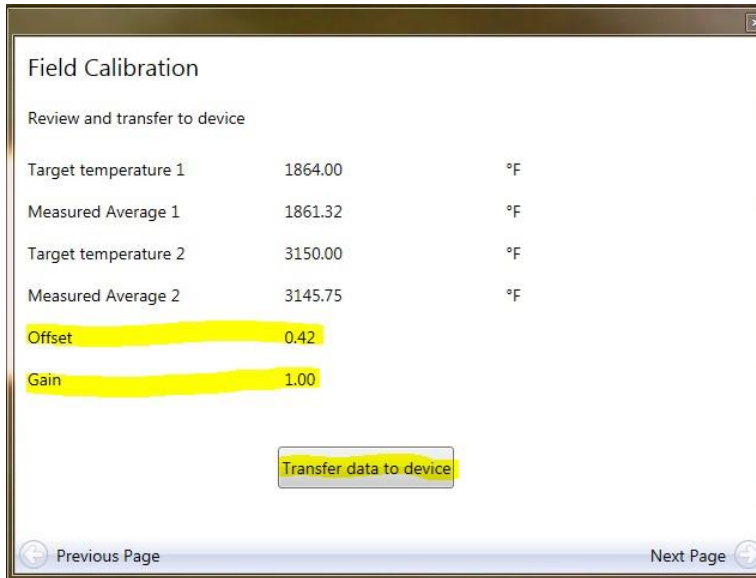 Field Calibration
Review and transfer to device
Target temperature 1 1864.00 °F
Measured Average 1 1861.32 °F
Target temperature 2 3150.00 °F
Measured Average 2 3145.75 °F
Offset 0.42
Gain 1.00
Transfer data to device
Previous Page Next Page